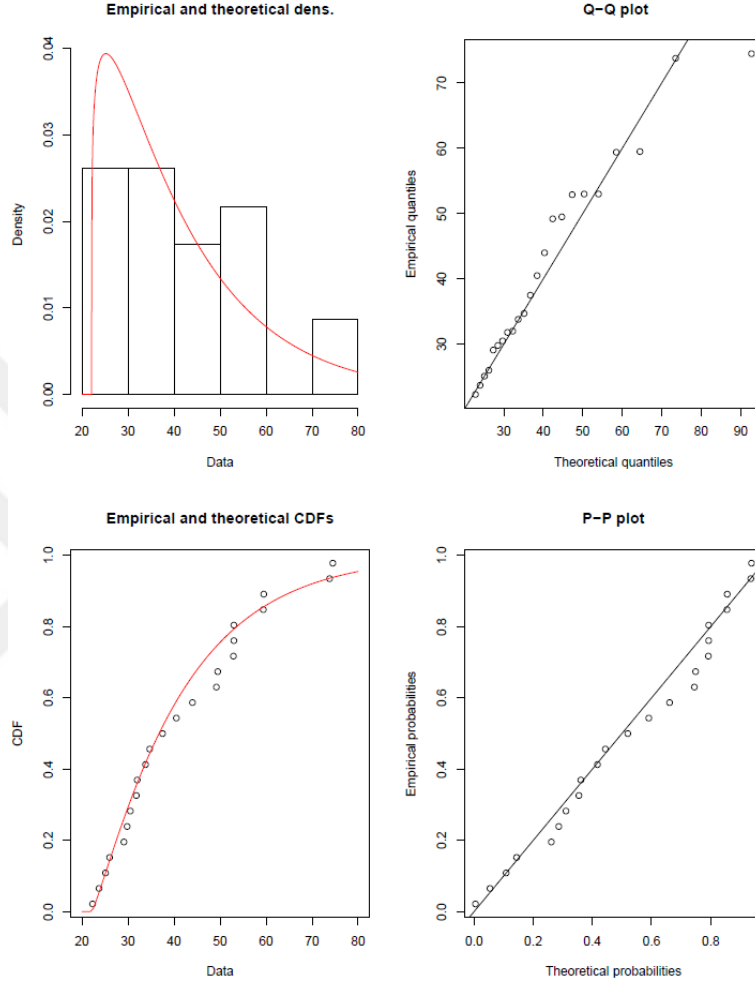 Empirical and theoretical dens.
Density
0.00
0.01
0.02
0.03
0.04
20 30 40 50 60 70 80
Data
Q−Q plot
Empirical quantiles
30
50
60
70
30 40 50 60 70 80 90
Theoretical quantiles
Empirical and theoretical CDFs
CDF
0.0
0.2
0.4
0.6
0.8
1.0
20 30 40 50 60 70 80
Data
P−P plot
Empirical probabilities
0.0
0.2
0.4
0.6
0.8
1.0
0.0 0.2 0.4 0.6 0.8
Theoretical probabilities